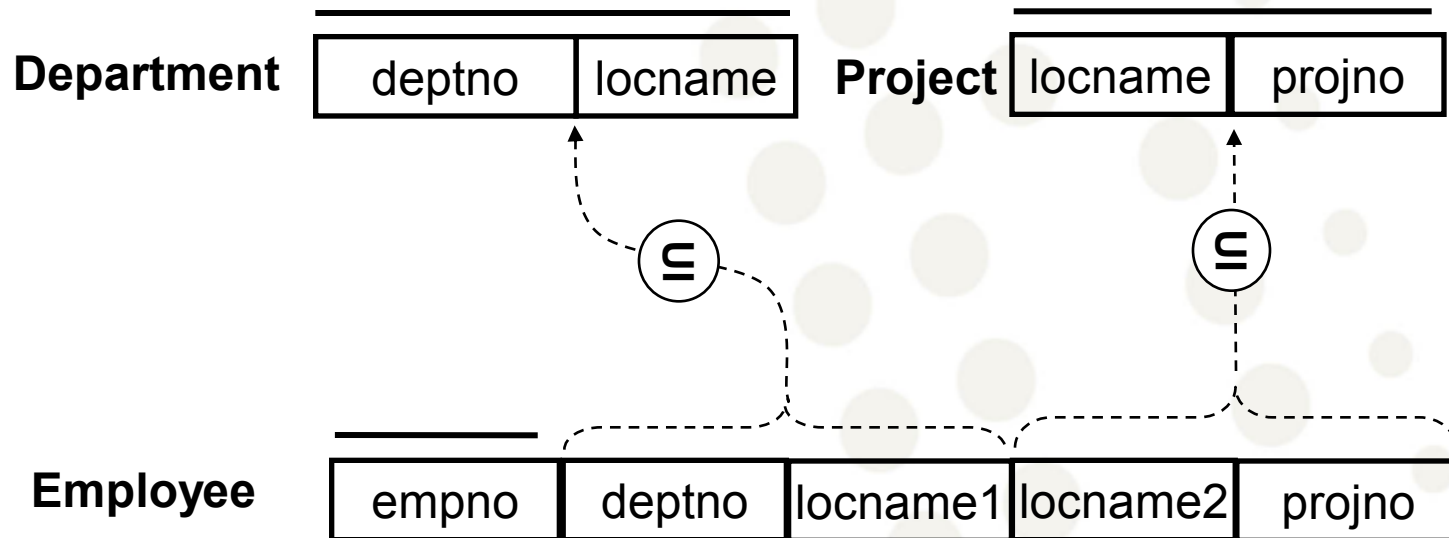 Department deptno locname Project locname projno
⊆ ⊆
Employee empno deptno locname1 locname2 projno